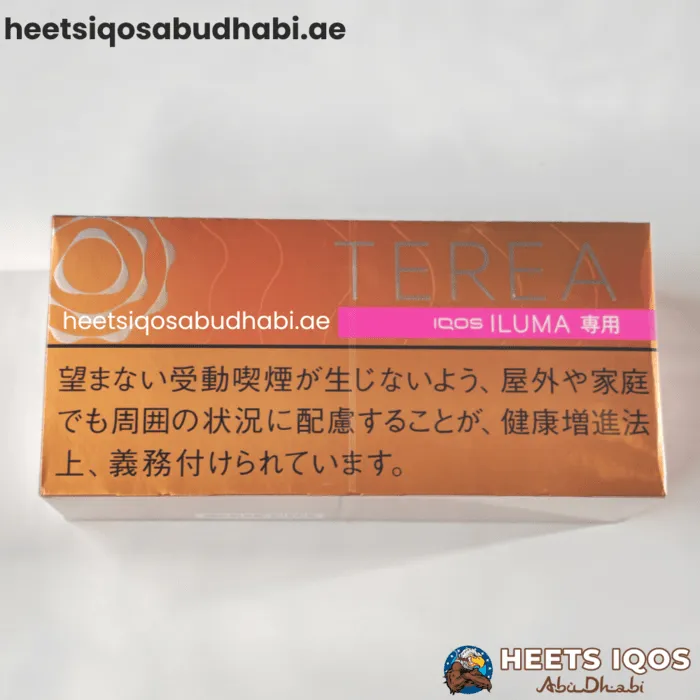 heetsiqosabudhabi.ae
TEREA
heetsiqosabudhabi.ae
IQOS ILUMA 専用
望まない受動喫煙が生じないよう、屋外や家庭
でも周囲の状況に配慮することが、健康増進法
上、義務付けられています。
HEETS IQOS
Abu Dhabi